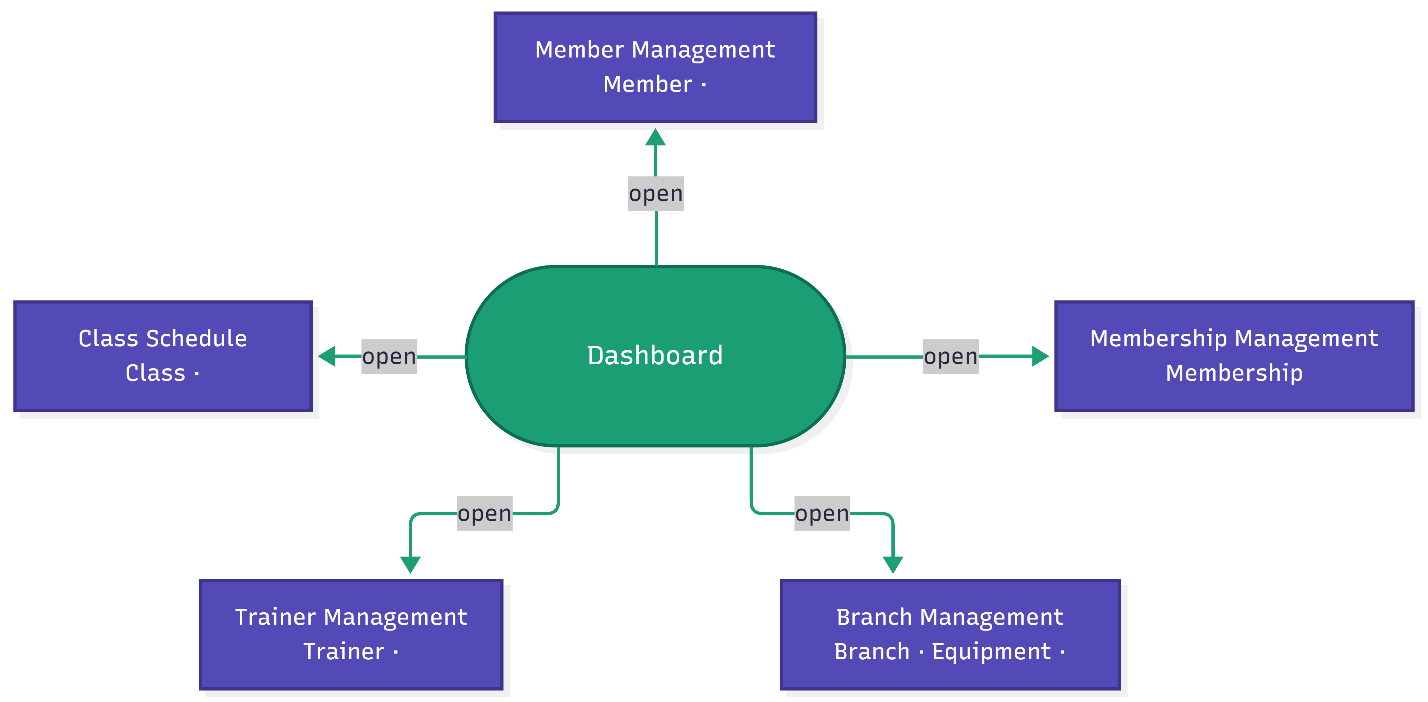 Member Management
Member ·
open
Class Schedule
Class ·
open
Dashboard
open
Membership Management
Membership
open
open
Trainer Management
Trainer ·
Branch Management
Branch · Equipment ·